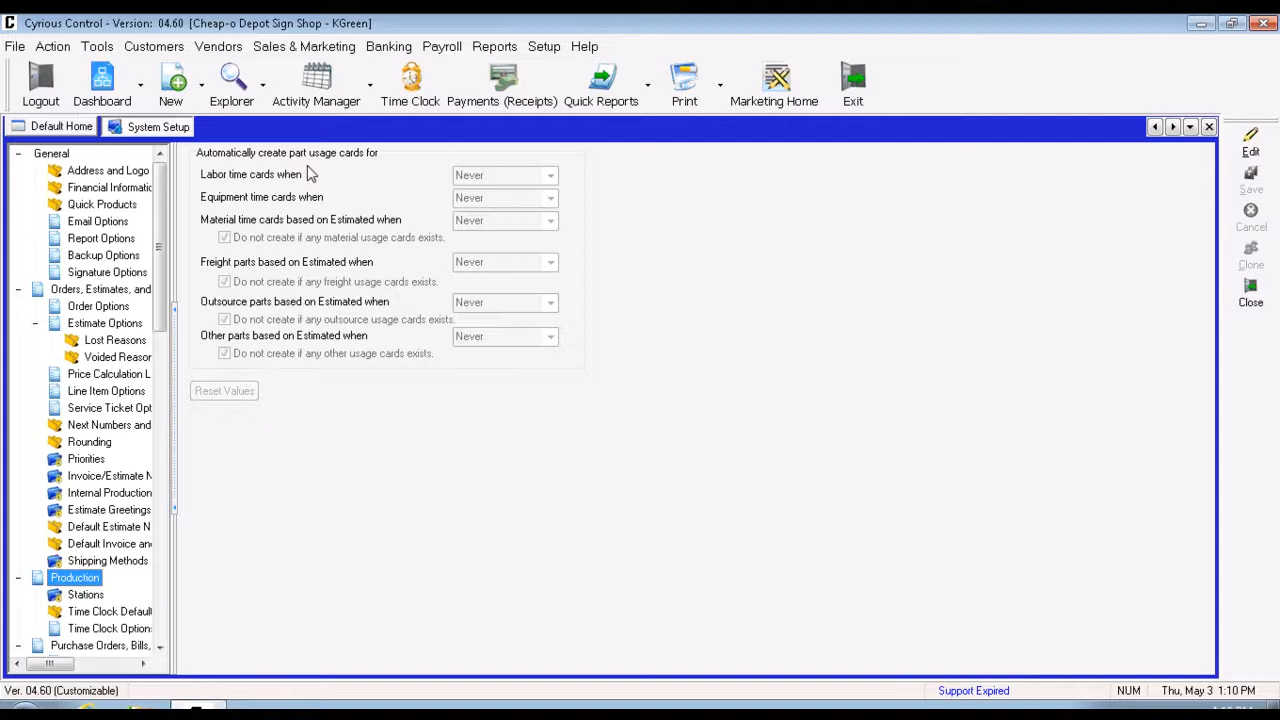 C Cyrious Control - Version: 04.60 [Cheap-o Depot Sign Shop - KGreen]
File Action Tools Customers Vendors Sales & Marketing Banking Payroll Reports Setup Help
Logout Dashboard New Explorer Activity Manager Time Clock Payments (Receipts) Quick Reports Print Marketing Home Exit
Default Home System Setup
General
Address and Logo
Financial Informatio
Quick Products
Email Options
Report Options
Backup Options
Signature Options
Orders, Estimates, and
Order Options
Estimate Options
Lost Reasons
Voided Reason
Price Calculation L
Line Item Options
Service Ticket Opt
Next Numbers and
Rounding
Priorities
Invoice/Estimate N
Internal Production
Estimate Greetings
Default Estimate N
Default Invoice and
Shipping Methods
Production
Stations
Time Clock Defaul
Time Clock Option
Purchase Orders, Bills,
Automatically create part usage cards for
Labor time cards when Never
Equipment time cards when Never
Material time cards based on Estimated when Never
Do not create if any material usage cards exists.
Freight parts based on Estimated when Never
Do not create if any freight usage cards exists.
Outsource parts based on Estimated when Never
Do not create if any outsource usage cards exists.
Other parts based on Estimated when Never
Do not create if any other usage cards exists.
Reset Values
Edit
Save
Cancel
Clone
Close
Ver. 04.60 (Customizable) Support Expired NUM Thu, May 3 1:10 PM